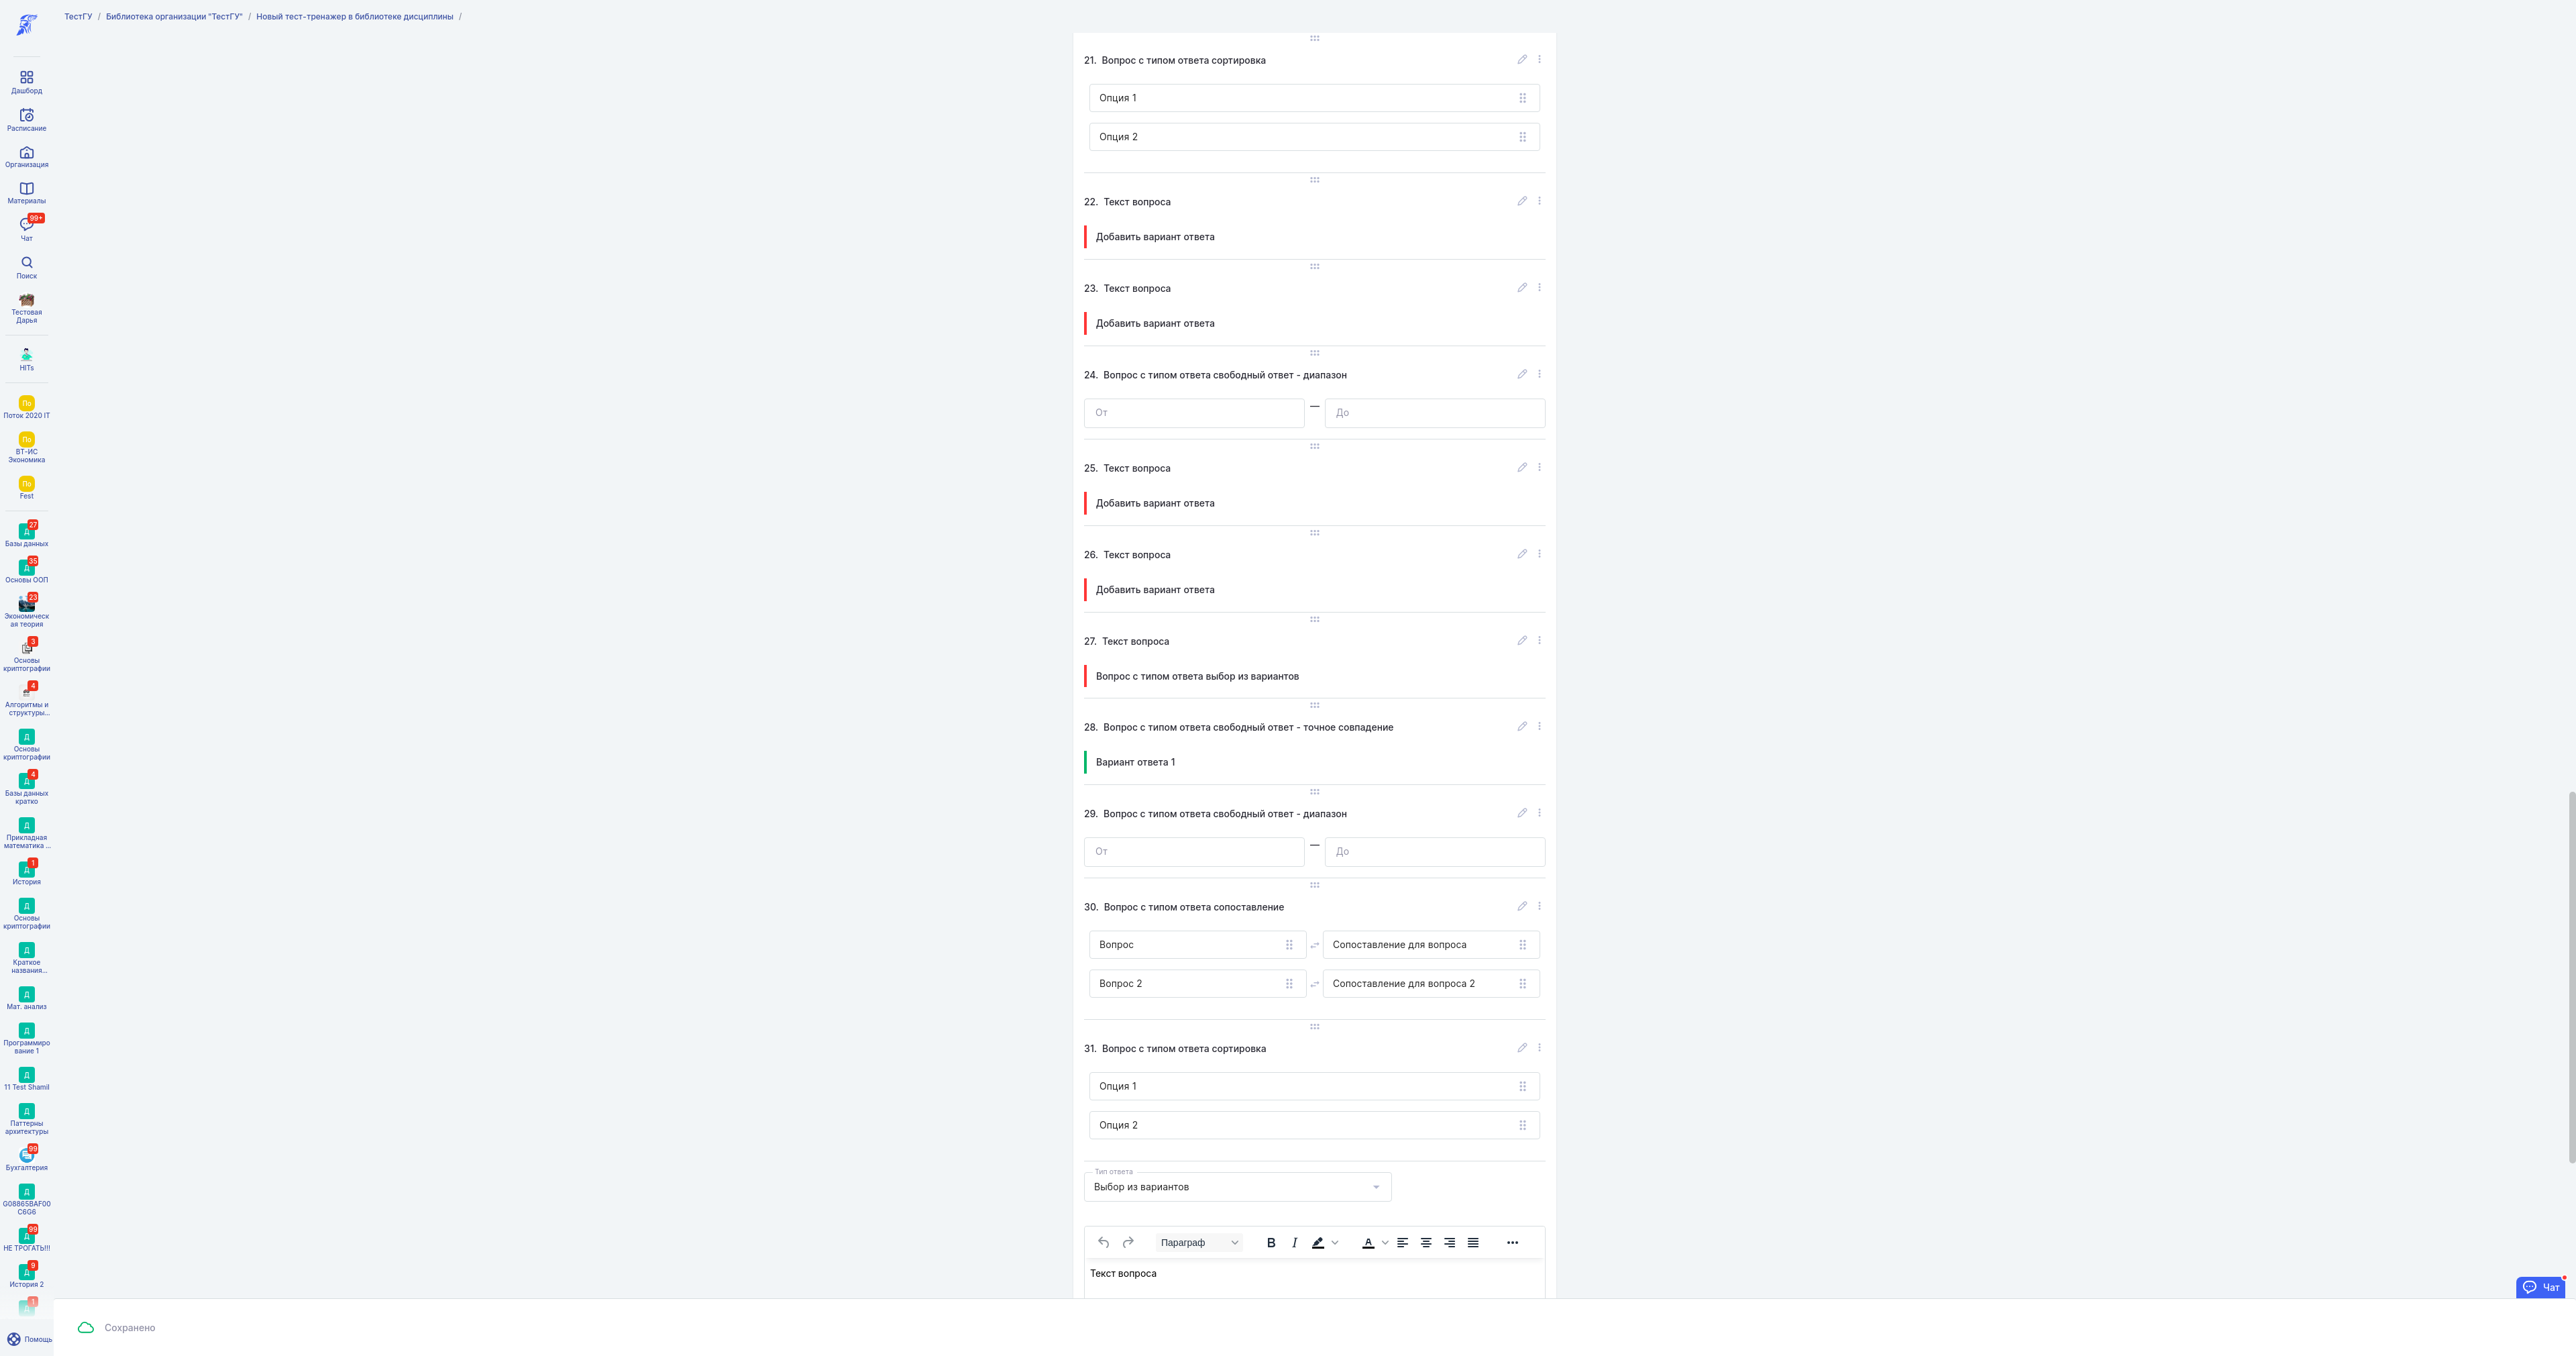 ТестГУ / Библиотека организации "ТестГУ" / Новый тест-тренажер в библиотеке дисциплины /
Дашборд
Расписание
Организация
Материалы
99+
Чат
Поиск
Тестовая
Дарья
HITs
По
Поток 2020 IT
По
ВТ-ИС
Экономика
По
Fest
27
Д
Базы данных
35
Д
Основы ООП
23
Экономическ
ая теория
3
Основы
криптографии
4
Алгоритмы и
структуры...
Д
Основы
криптографии
4
Д
Базы данных
кратко
Д
Прикладная
математика ...
1
Д
История
Д
Основы
криптографии
Д
Краткое
названия...
Д
Мат. анализ
Д
Программиро
вание 1
Д
11 Test Shamil
Д
Паттерны
архитектуры
99
Бухгалтерия
Д
G08865BAF00
C6G6
99
Д
НЕ ТРОГАТЬ!!!
9
Д
История 2
1
Д
Помощь
21. Вопрос с типом ответа сортировка
Опция 1
Опция 2
22. Текст вопроса
Добавить вариант ответа
23. Текст вопроса
Добавить вариант ответа
24. Вопрос с типом ответа свободный ответ - диапазон
От — До
25. Текст вопроса
Добавить вариант ответа
26. Текст вопроса
Добавить вариант ответа
27. Текст вопроса
Вопрос с типом ответа выбор из вариантов
28. Вопрос с типом ответа свободный ответ - точное совпадение
Вариант ответа 1
29. Вопрос с типом ответа свободный ответ - диапазон
От — До
30. Вопрос с типом ответа сопоставление
Вопрос Сопоставление для вопроса
Вопрос 2 Сопоставление для вопроса 2
31. Вопрос с типом ответа сортировка
Опция 1
Опция 2
Тип ответа
Выбор из вариантов
Параграф B I A
Текст вопроса
Чат
Сохранено